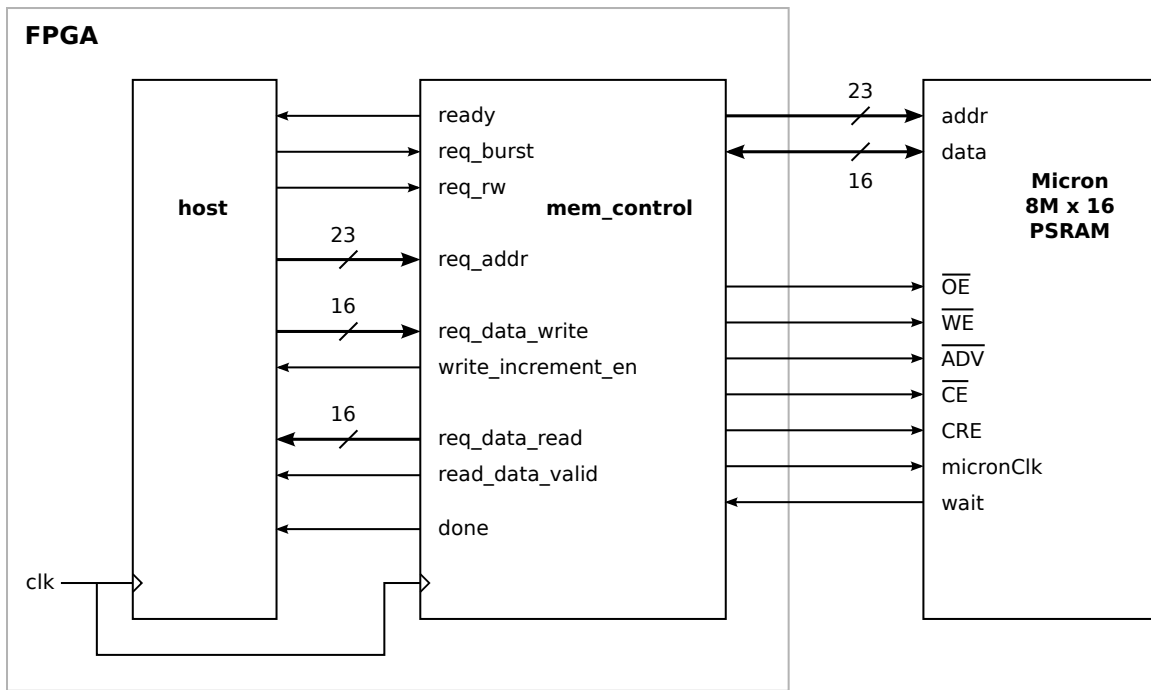 FPGA
host
mem_control
ready
req_burst
req_rw
23
req_addr
16
req_data_write
write_increment_en
16
req_data_read
read_data_valid
done
clk
23
16
addr
data
Micron
8M x 16
PSRAM
OE
WE
ADV
CE
CRE
micronClk
wait